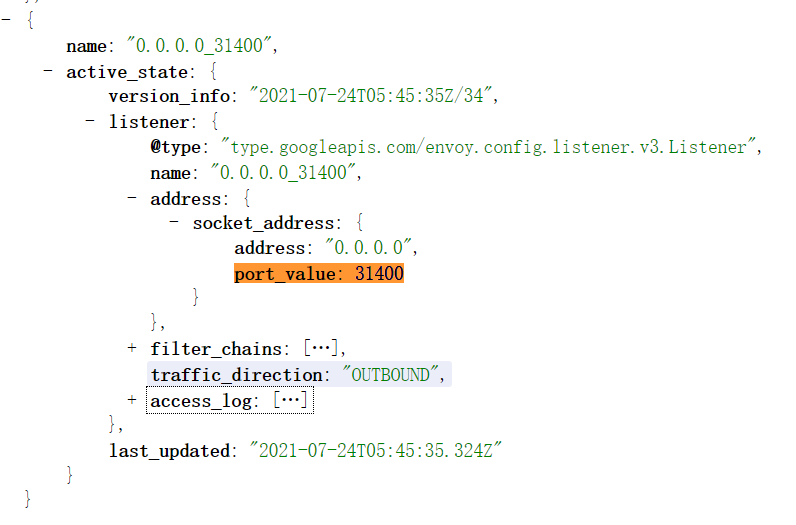 },
- {
name: "0.0.0.0_31400",
- active_state: {
version_info: "2021-07-24T05:45:35Z/34",
- listener: {
@type: "type.googleapis.com/envoy.config.listener.v3.Listener",
name: "0.0.0.0_31400",
- address: {
- socket_address: {
address: "0.0.0.0",
port_value: 31400
}
},
+ filter_chains: […],
traffic_direction: "OUTBOUND",
+ access_log: […]
},
last_updated: "2021-07-24T05:45:35.324Z"
}
}